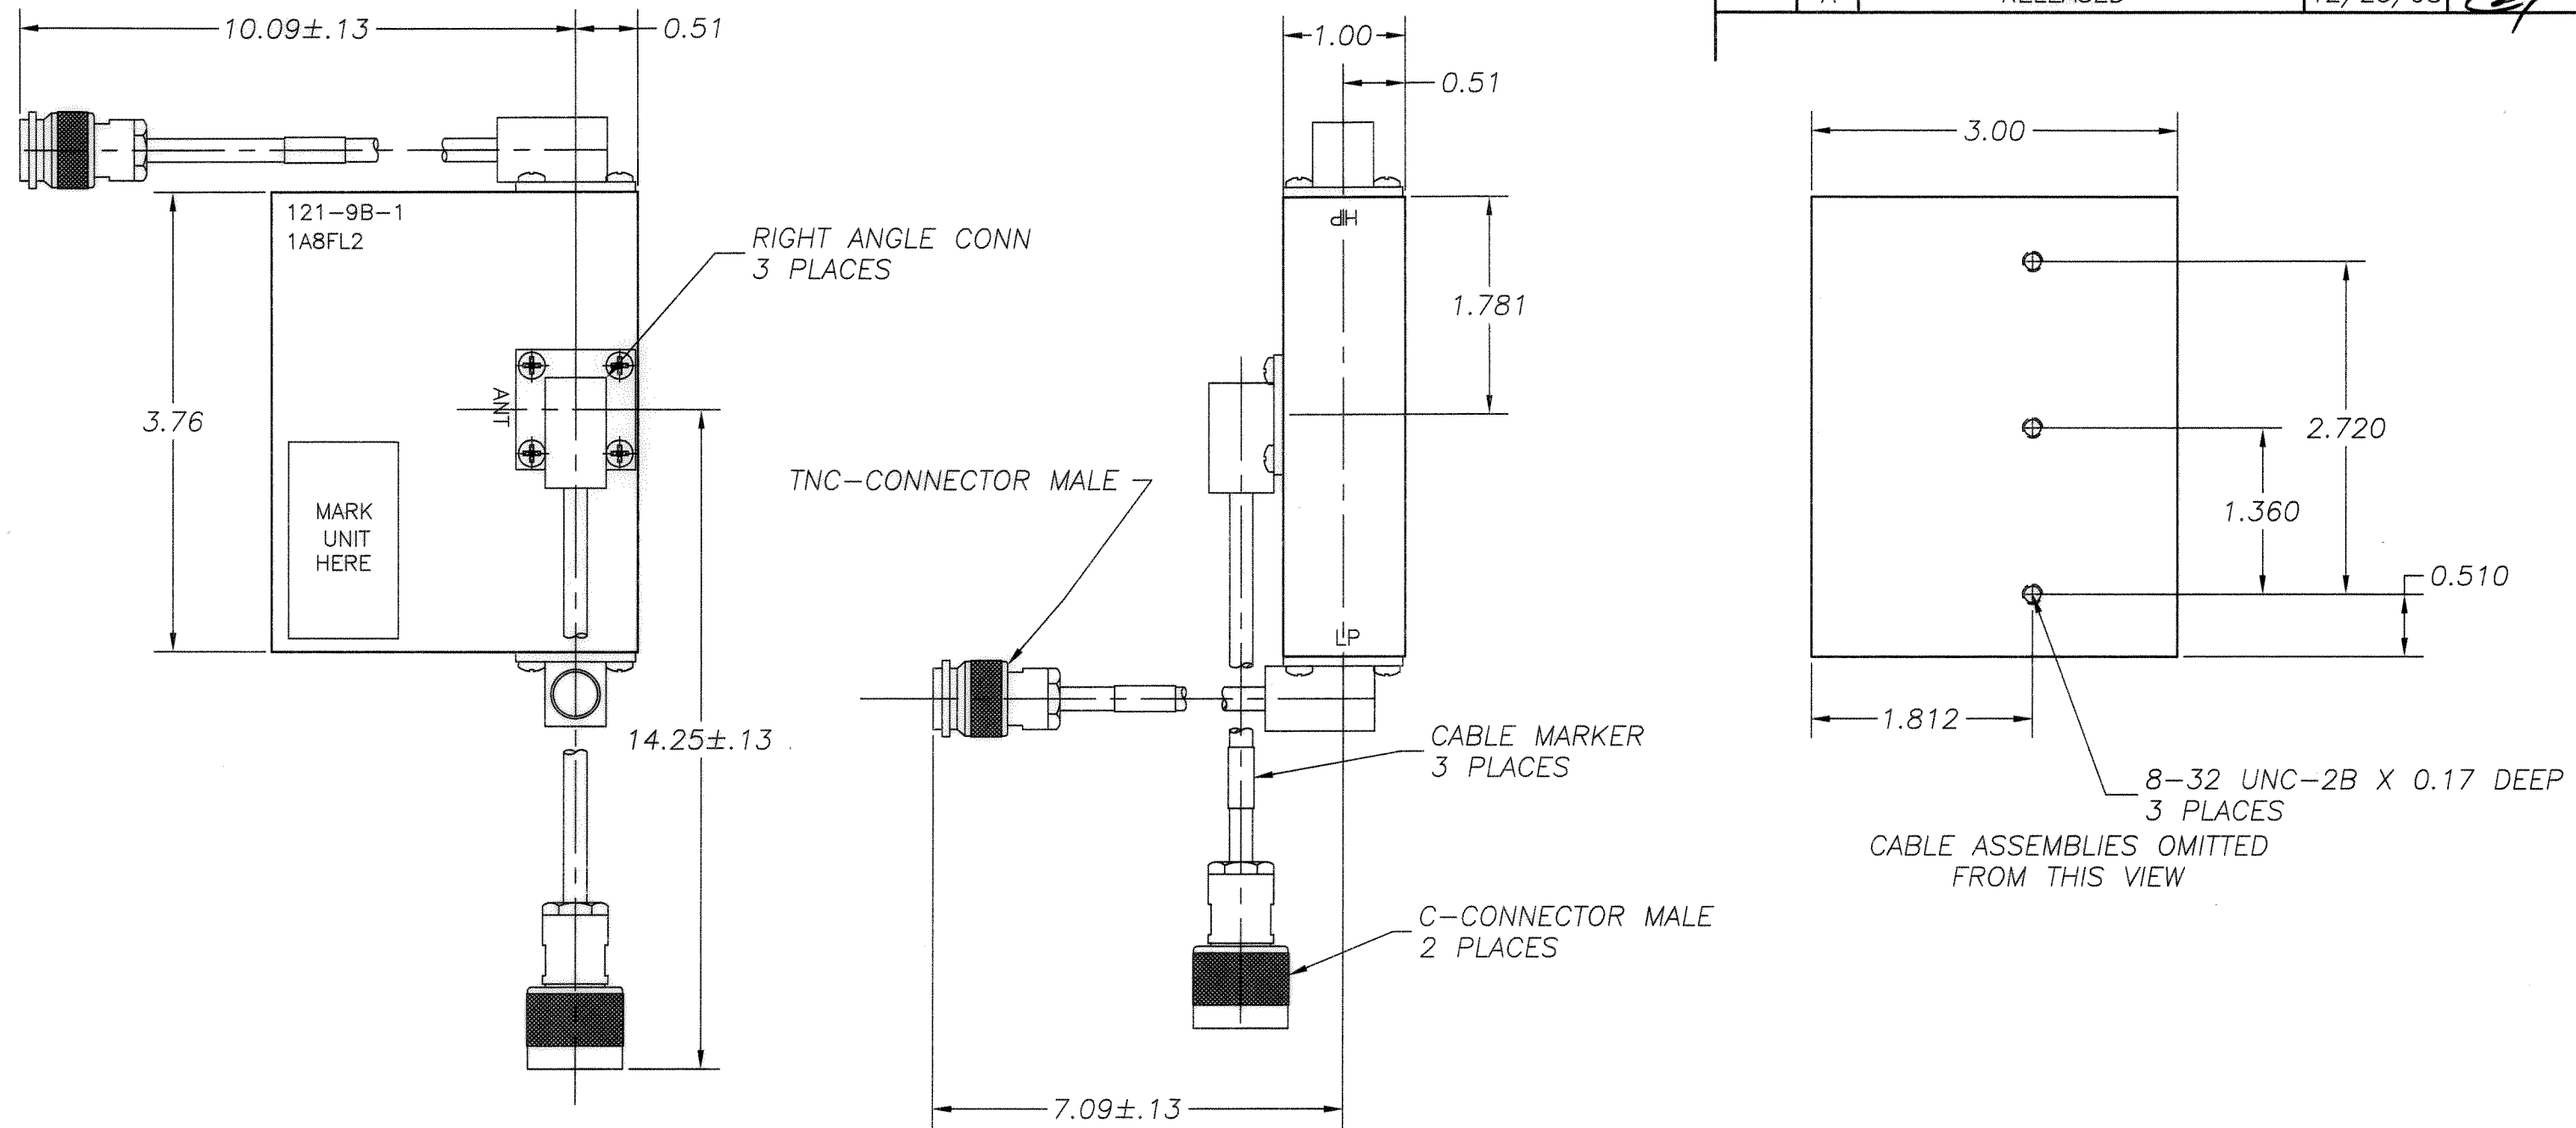 10.09±.13
0.51
121-9B-1
1A8FL2
RIGHT ANGLE CONN
3 PLACES
3.76
ANT
MARK
UNIT
HERE
14.25±.13
1.00
0.51
HP
1.781
TNC-CONNECTOR MALE
LP
CABLE MARKER
3 PLACES
C-CONNECTOR MALE
2 PLACES
7.09±.13
3.00
2.720
1.360
0.510
1.812
8-32 UNC-2B X 0.17 DEEP
3 PLACES
CABLE ASSEMBLIES OMITTED
FROM THIS VIEW